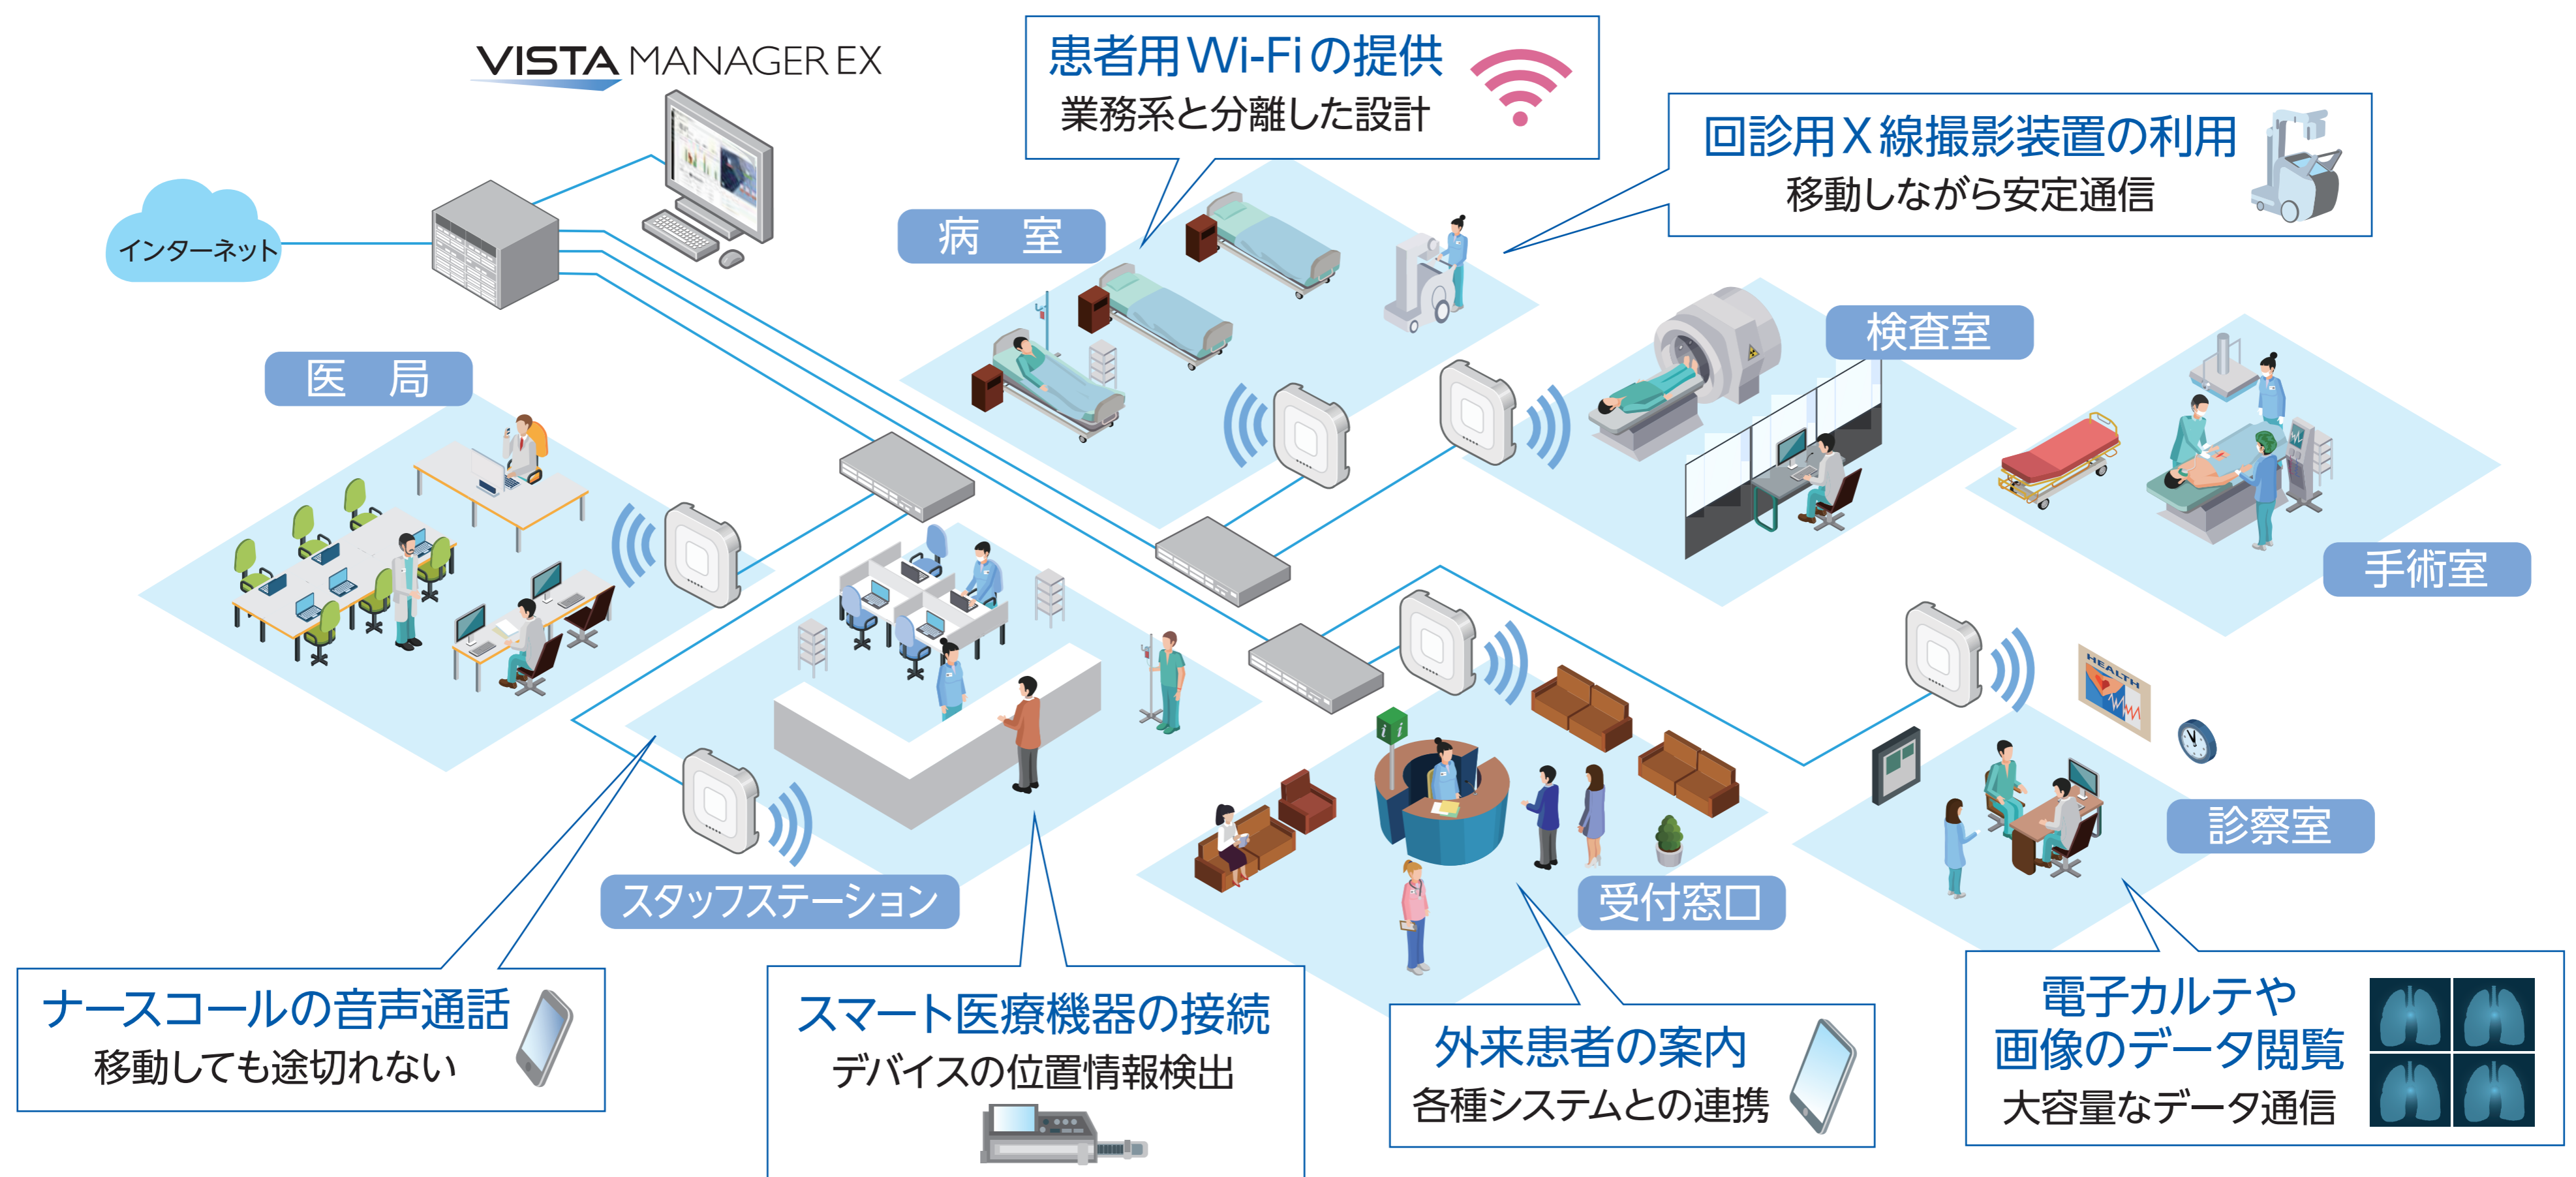 VISTA MANAGER EX
患者用Wi-Fiの提供
業務系と分離した設計
回診用X線撮影装置の利用
移動しながら安定通信
インターネット
病 室
検査室
医 局
手術室
HEALTH
診察室
スタッフステーション
受付窓口
ナースコールの音声通話
移動しても途切れない
スマート医療機器の接続
デバイスの位置情報検出
外来患者の案内
各種システムとの連携
電子カルテや
画像のデータ閲覧
大容量なデータ通信
i i